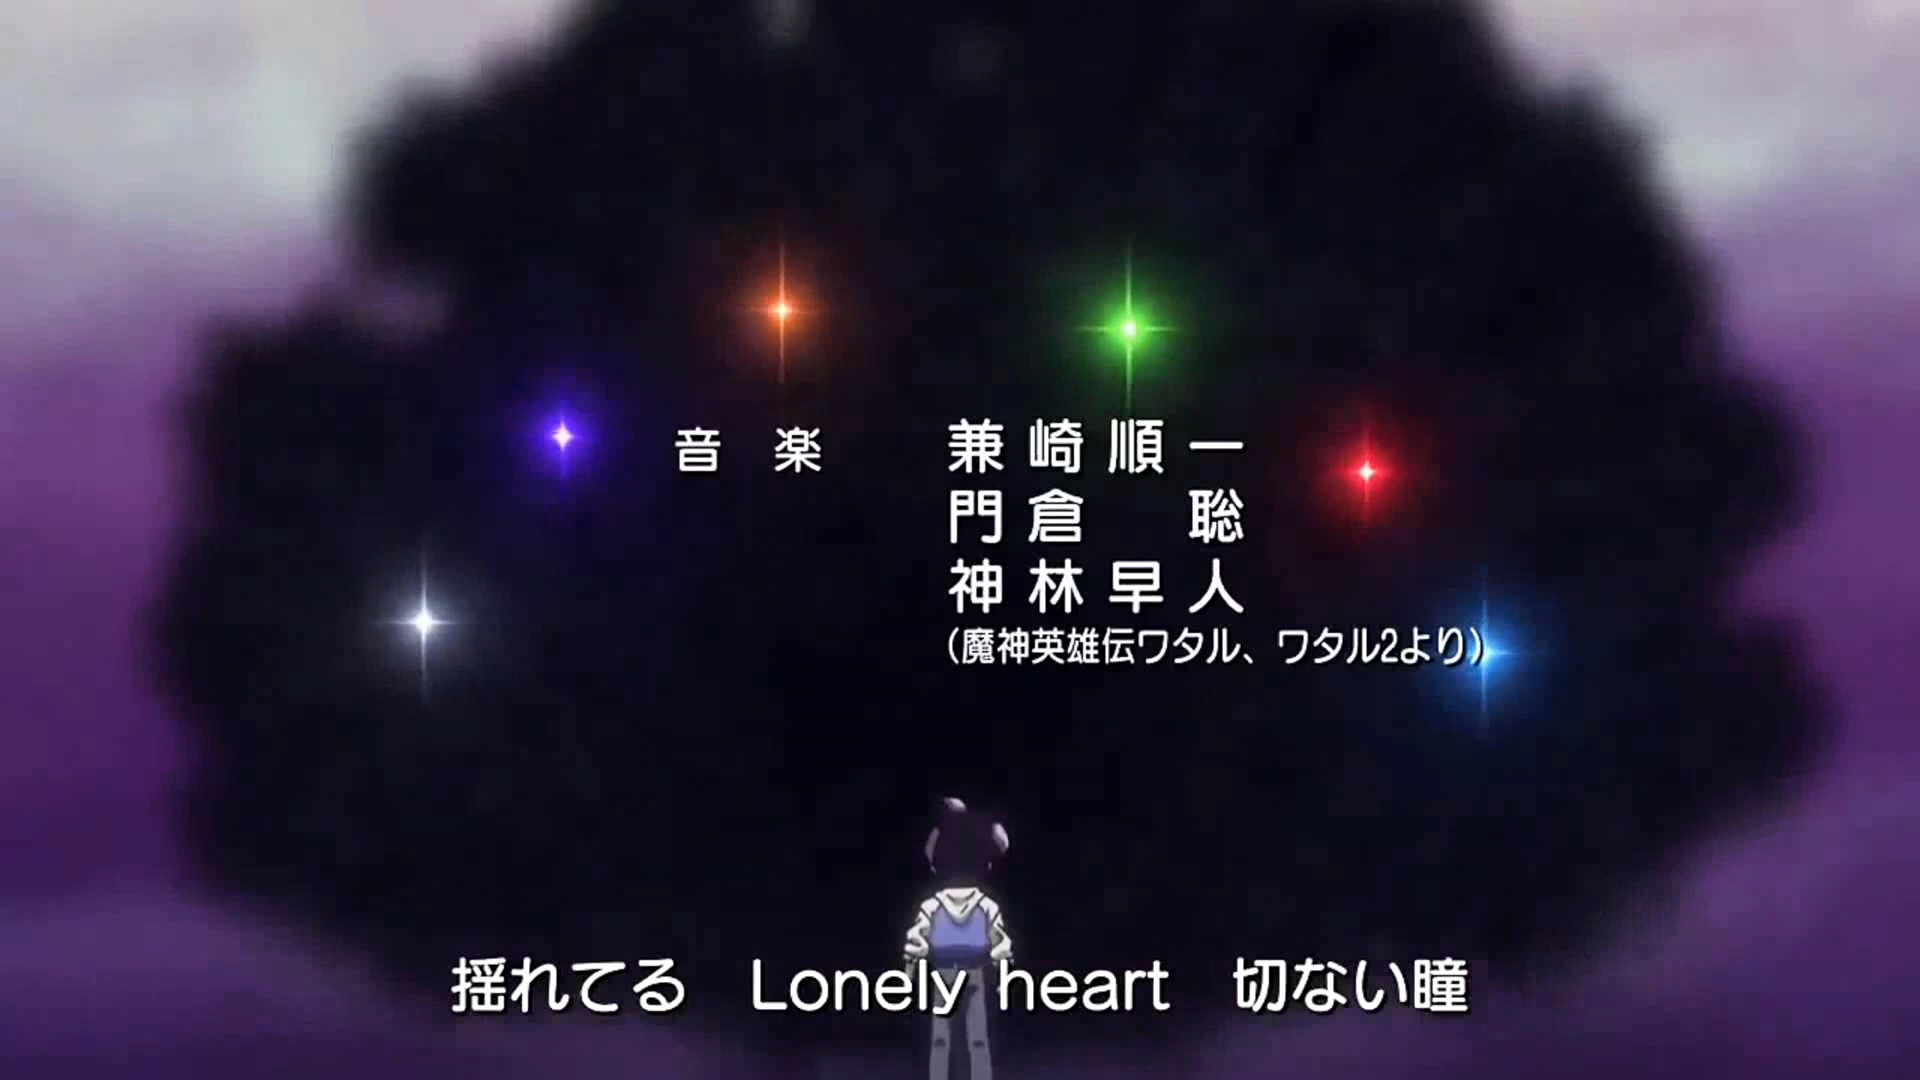 音楽 兼崎順一
門倉 聡
神林早人
(魔神英雄伝ワタル、ワタル2より)
揺れてる Lonely heart 切ない瞳